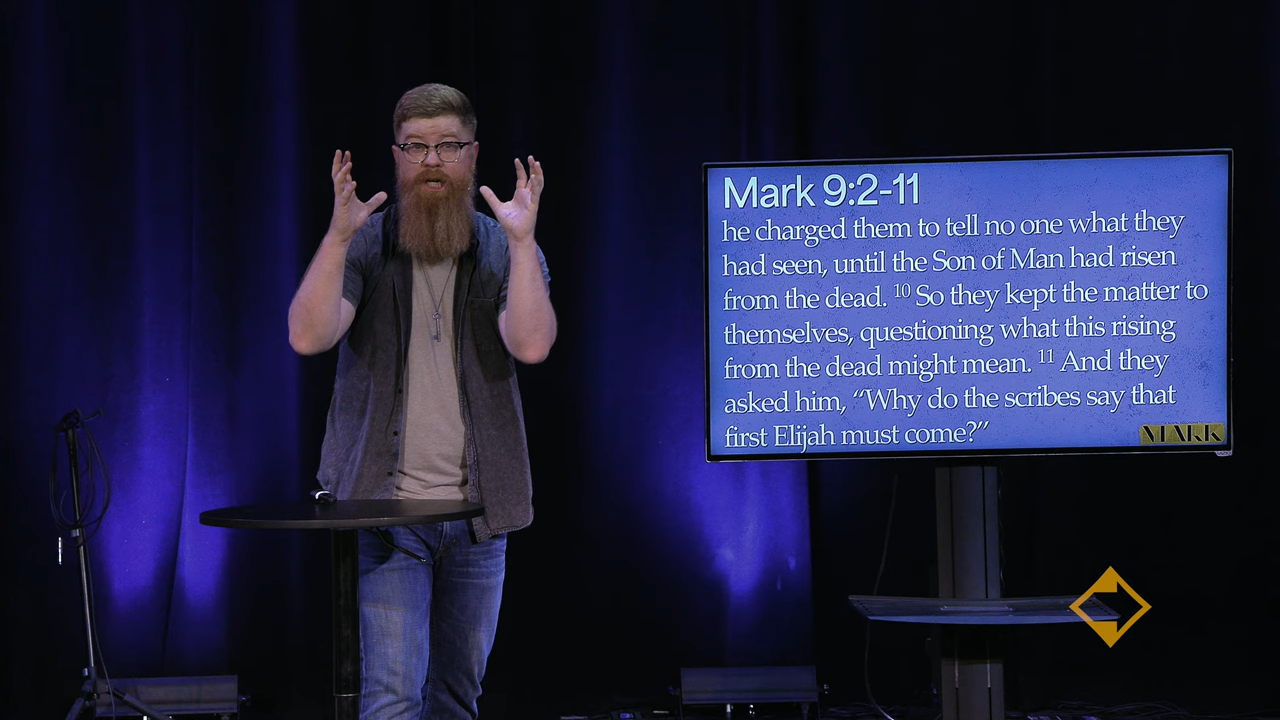 Mark 9:2-11
he charged them to tell no one what they
had seen, until the Son of Man had risen
from the dead. ¹⁰ So they kept the matter to
themselves, questioning what this rising
from the dead might mean. ¹¹ And they
asked him, “Why do the scribes say that
first Elijah must come?”
MARK